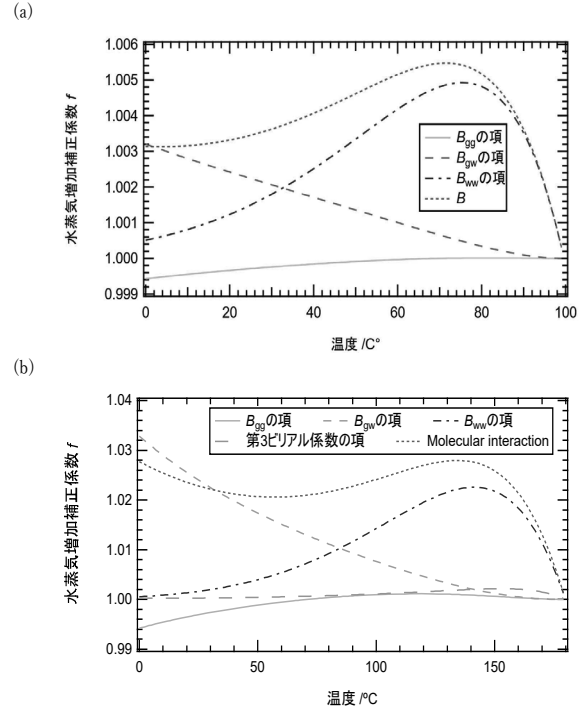 (a)
1.006
1.005
1.004
1.003
1.002
1.001
1.000
0.999
水蒸気増加補正係数 f
Bggの項
Bgwの項
Bwwの項
B
0 20 40 60 80 100
温度 /C°
(b)
1.04
1.03
1.02
1.01
1.00
0.99
水蒸気増加補正係数 f
Bggの項 Bgwの項 Bwwの項
第3ビリアル係数の項 Molecular interaction
0 50 100 150
温度 /ºC